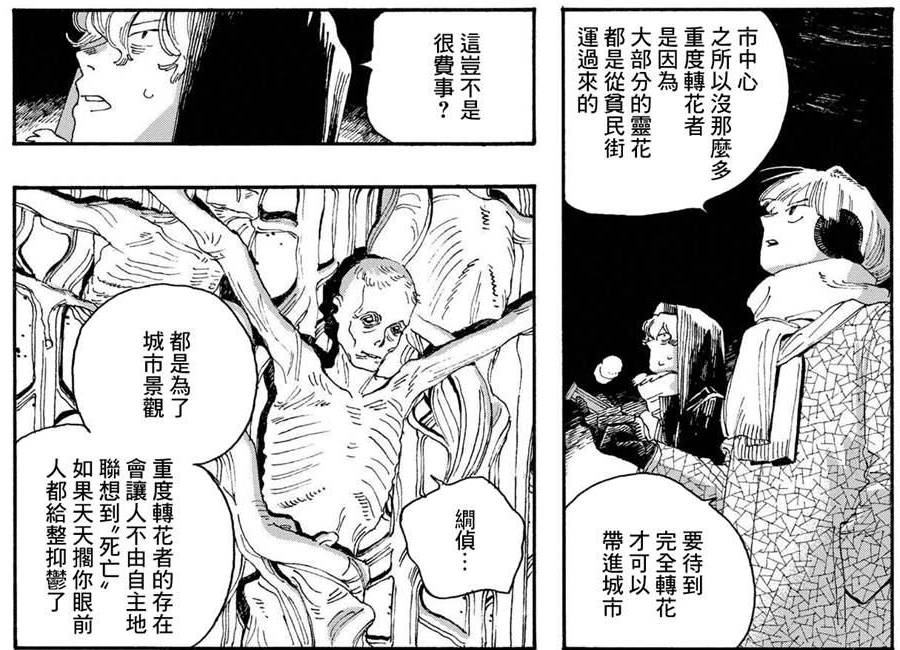 市中心
之所以沒那麼多
重度轉花者
是因為
大部分的靈花
都是從貧民街
運過來的
要待到
完全轉花
才可以
帶進城市
這豈不是
很費事？
繝偵…
都是為了
城市景觀
重度轉花者的存在
會讓人不由自主地
聯想到〝死亡〞
如果天天擱你眼前
人都給整抑鬱了